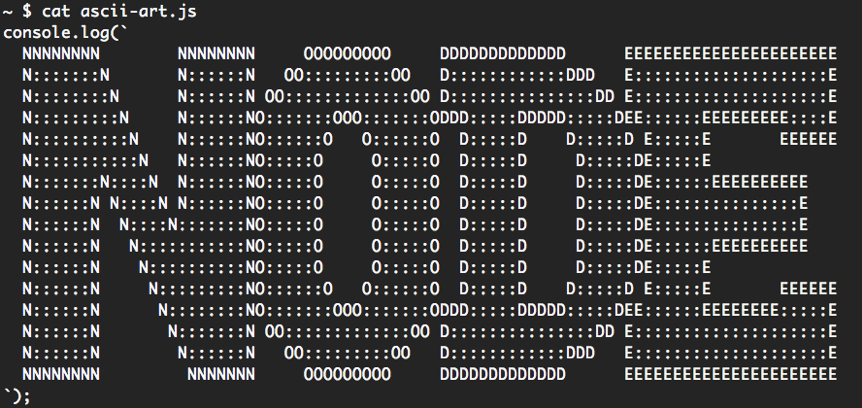 ~ $ cat ascii-art.js
console.log(`
  NNNNNNNN        NNNNNNNN     OOOOOOOOO     DDDDDDDDDDDDD      EEEEEEEEEEEEEEEEEEEEEE
  N:::::::N       N::::::N   OO:::::::::OO   D::::::::::::DDD   E::::::::::::::::::::E
  N::::::::N      N::::::N OO:::::::::::::OO D:::::::::::::::DD E::::::::::::::::::::E
  N:::::::::N     N::::::NO:::::::OOO:::::::ODDD:::::DDDDD:::::DEE::::::EEEEEEEEE::::E
  N::::::::::N    N::::::NO::::::O   O::::::O  D:::::D    D:::::D E:::::E       EEEEEE
  N:::::::::::N   N::::::NO:::::O     O:::::O  D:::::D     D:::::DE:::::E
  N:::::::N::::N  N::::::NO:::::O     O:::::O  D:::::D     D:::::DE::::::EEEEEEEEEE
  N::::::N N::::N N::::::NO:::::O     O:::::O  D:::::D     D:::::DE:::::::::::::::E
  N::::::N  N::::N:::::::NO:::::O     O:::::O  D:::::D     D:::::DE:::::::::::::::E
  N::::::N   N:::::::::::NO:::::O     O:::::O  D:::::D     D:::::DE::::::EEEEEEEEEE
  N::::::N    N::::::::::NO:::::O     O:::::O  D:::::D     D:::::DE:::::E
  N::::::N     N:::::::::NO::::::O   O::::::O  D:::::D    D:::::D E:::::E       EEEEEE
  N::::::N      N::::::::NO:::::::OOO:::::::ODDD:::::DDDDD:::::DEE::::::EEEEEEEE:::::E
  N::::::N       N:::::::N OO:::::::::::::OO D:::::::::::::::DD E::::::::::::::::::::E
  N::::::N        N::::::N   OO:::::::::OO   D::::::::::::DDD   E::::::::::::::::::::E
  NNNNNNNN         NNNNNNN     OOOOOOOOO     DDDDDDDDDDDDD      EEEEEEEEEEEEEEEEEEEEEE
`);